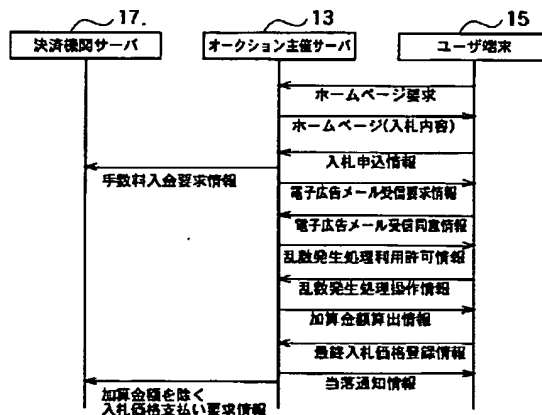 17.
13
15
決済機関サーバ
オークション主催サーバ
ユーザ端末
ホームページ要求
ホームページ(入札内容)
入札申込情報
手数料入金要求情報
電子広告メール受信要求情報
電子広告メール受信同意情報
乱数発生処理利用許可情報
乱数発生処理操作情報
加算金額算出情報
最終入札価格登録情報
当落通知情報
加算金額を除く
入札価格支払い要求情報